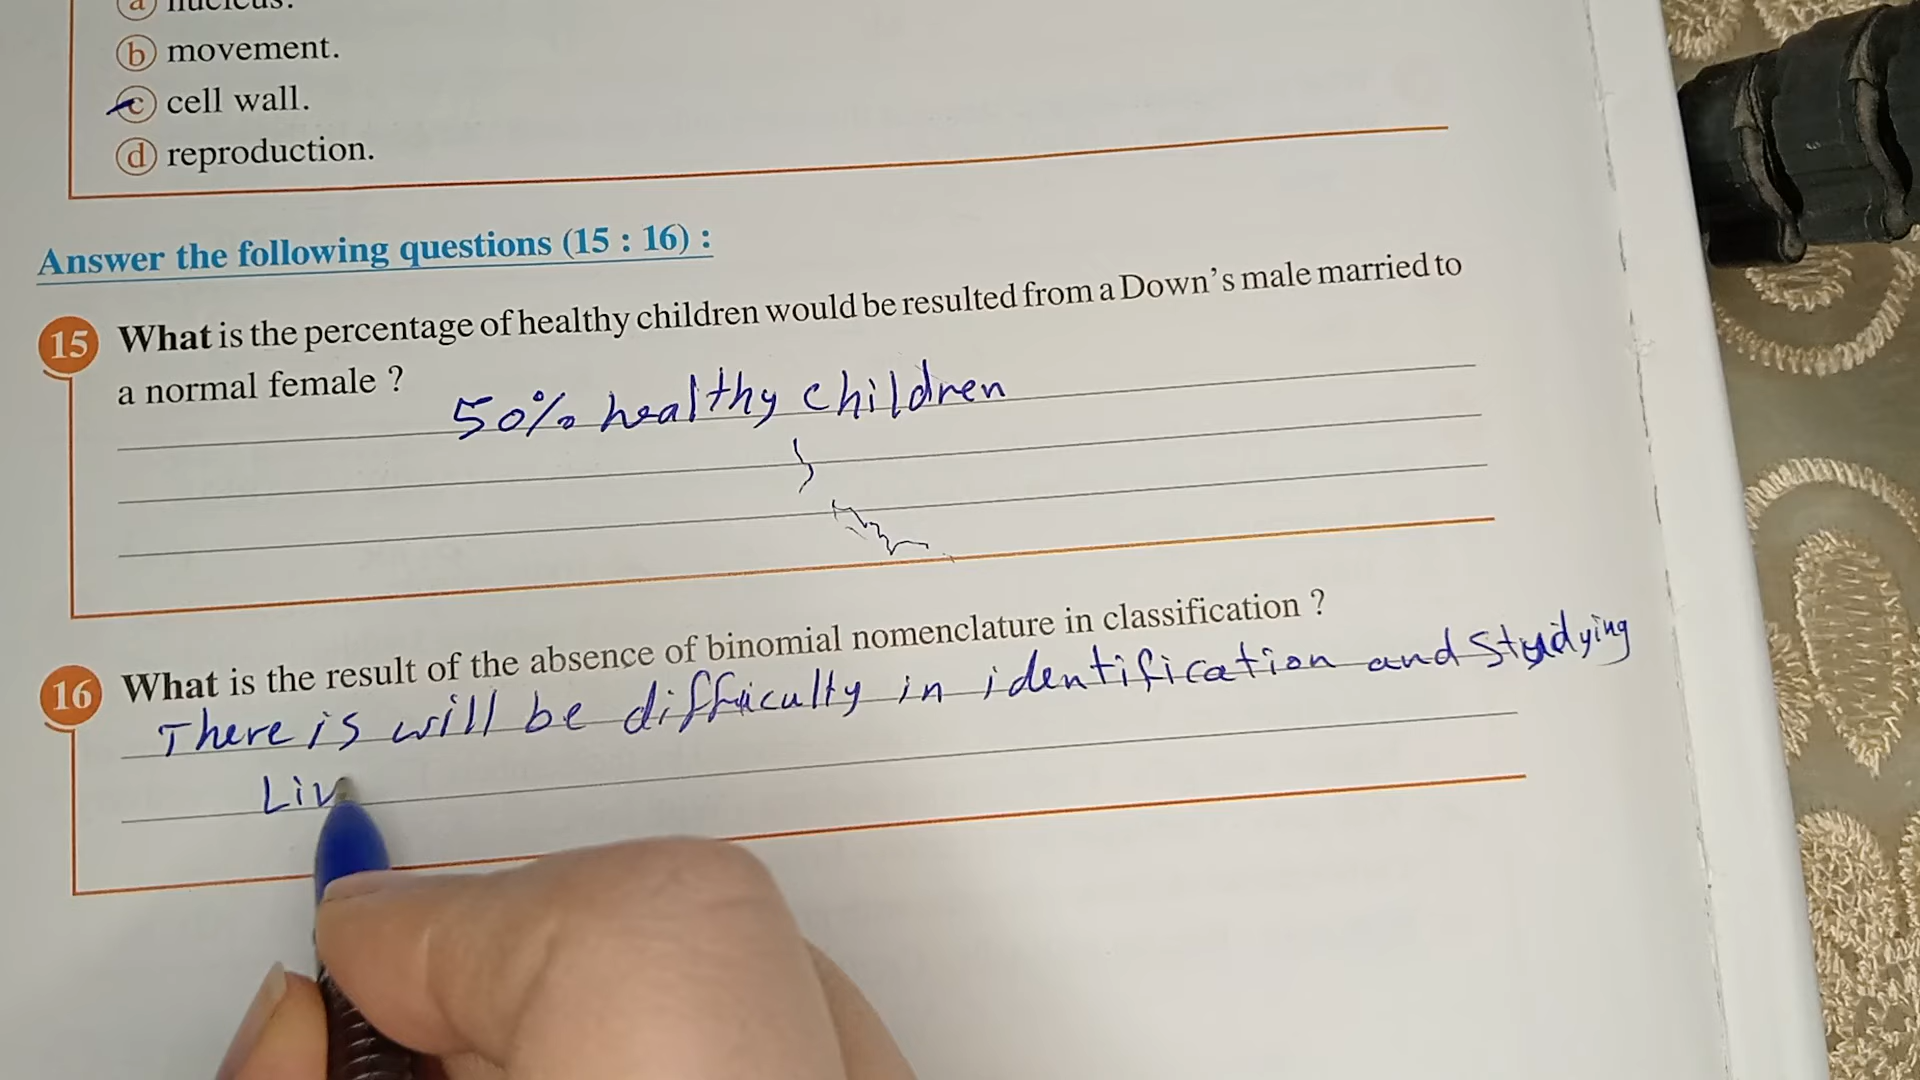 a nucleus.
b movement.
c cell wall.
d reproduction.
Answer the following questions (15 : 16) :
15 What is the percentage of healthy children would be resulted from a Down's male married to
a normal female ?
50% healthy children
16 What is the result of the absence of binomial nomenclature in classification ?
There is will be difficulty in identification and studying
Liv